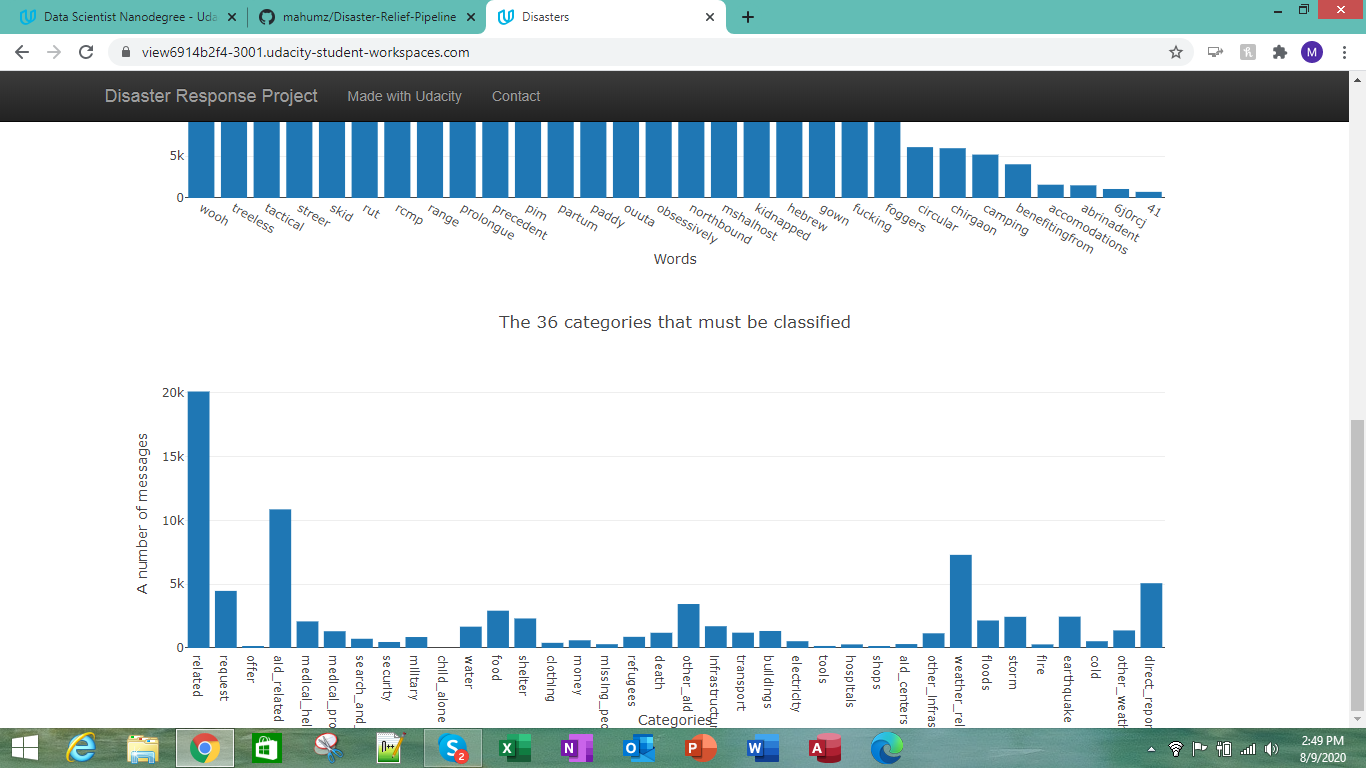 Data Scientist Nanodegree - Uda
mahumz/Disaster-Relief-Pipeline
Disasters
view6914b2f4-3001.udacity-student-workspaces.com
M
Disaster Response Project
Made with Udacity
Contact
5k
0
wooh
treeless
tactical
streer
skid
rut
rcmp
range
prolongue
precedent
pim
partum
paddy
ouuta
obsessively
northbound
mshalhost
kidnapped
hebrew
gown
fucking
foggers
circular
chirgaon
camping
benefitingfrom
accomodations
abrinadent
6j0rcj
41
Words
The 36 categories that must be classified
20k
15k
10k
5k
0
A number of messages
related
request
offer
aid_related
medical_hel
medical_pro
search_and_
security
military
child_alone
water
food
shelter
clothing
money
missing_peo
refugees
death
other_aid
infrastructu
transport
buildings
electricity
tools
hospitals
shops
aid_centers
other_infras
weather_rel
floods
storm
fire
earthquake
cold
other_weath
direct_repor
Categories
2
2:49 PM
8/9/2020